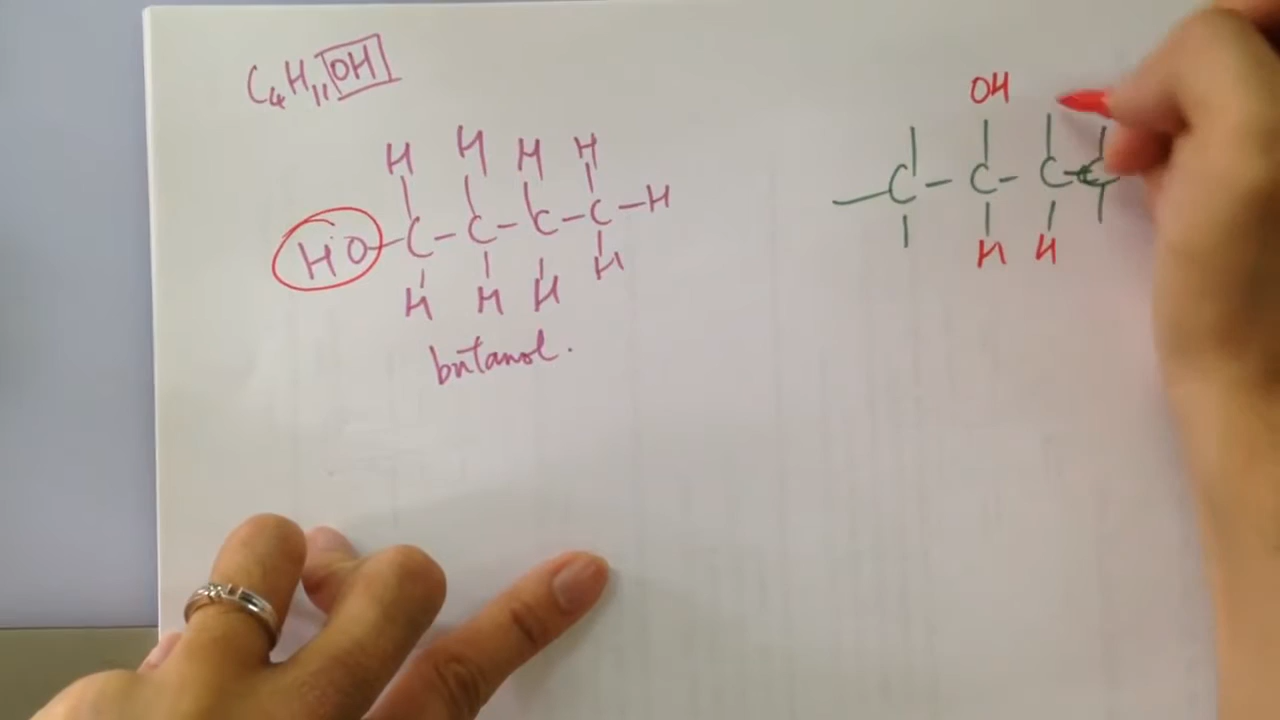 C₄H₁₁OH
H H H H
HO-C-C-C-C-H
H H H H
butanol.
OH
-C-C-C-C
H H